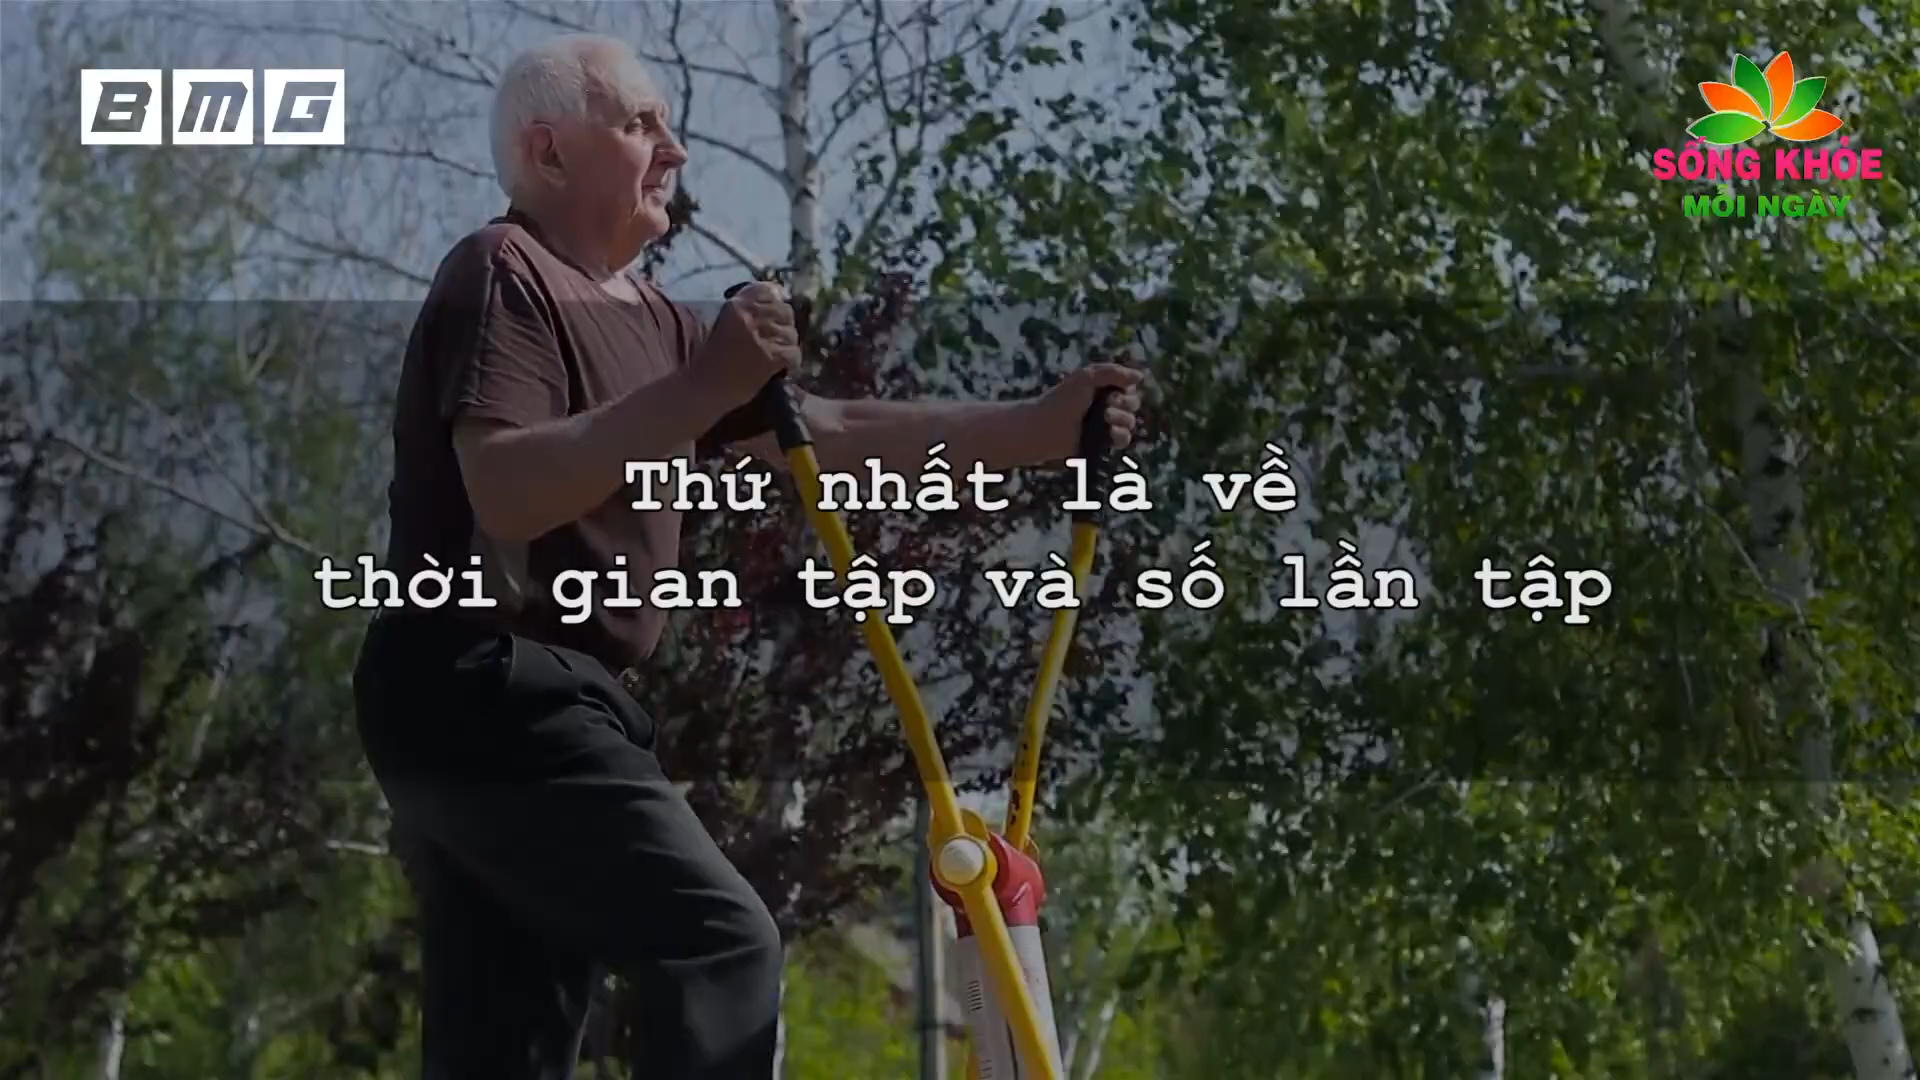 BMG
SỐNG KHỎE
MỖI NGÀY
Thứ nhất là về
thời gian tập và số lần tập